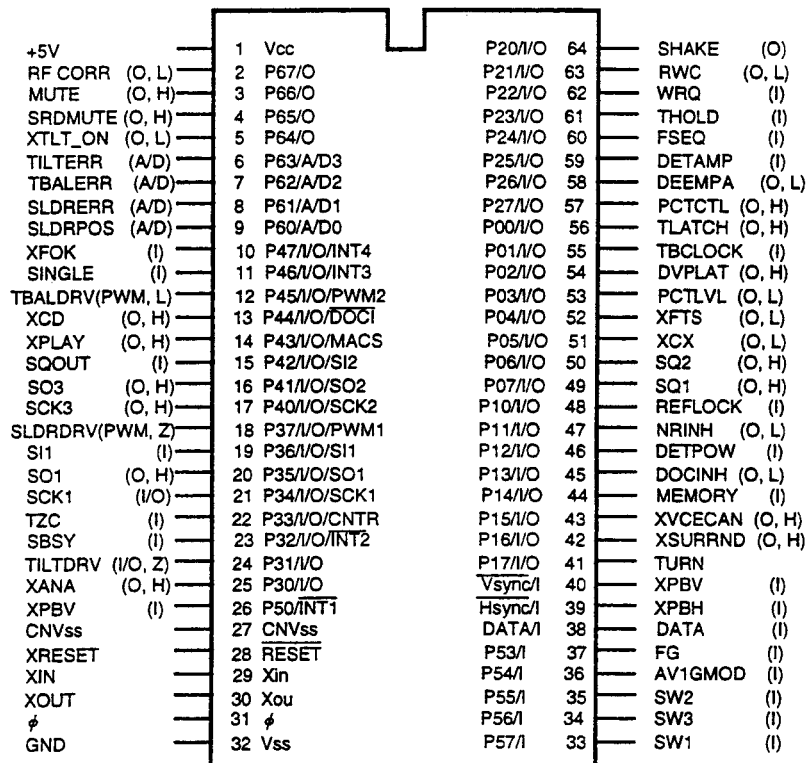 +5V 1 Vcc P20/I/O 64 SHAKE (O)
RF CORR (O, L) 2 P67/O P21/I/O 63 RWC (O, L)
MUTE (O, H) 3 P66/O P22/I/O 62 WRQ (I)
SRDMUTE (O, H) 4 P65/O P23/I/O 61 THOLD (I)
XTLT_ON (O, L) 5 P64/O P24/I/O 60 FSEQ (I)
TILTERR (A/D) 6 P63/A/D3 P25/I/O 59 DETAMP (I)
TBALERR (A/D) 7 P62/A/D2 P26/I/O 58 DEEMPA (O, L)
SLDRERR (A/D) 8 P61/A/D1 P27/I/O 57 PCTCTL (O, H)
SLDRPOS (A/D) 9 P60/A/D0 P00/I/O 56 TLATCH (O, H)
XFOK (I) 10 P47/I/O/INT4 P01/I/O 55 TBCLOCK (I)
SINGLE (I) 11 P46/I/O/INT3 P02/I/O 54 DVPLAT (O, H)
TBALDRV(PWM, L) 12 P45/I/O/PWM2 P03/I/O 53 PCTLVL (O, L)
XCD (O, H) 13 P44/I/O/DOCI P04/I/O 52 XFTS (O, L)
XPLAY (O, H) 14 P43/I/O/MACS P05/I/O 51 XCX (O, L)
SQOUT (I) 15 P42/I/O/SI2 P06/I/O 50 SQ2 (O, H)
SO3 (O, H) 16 P41/I/O/SO2 P07/I/O 49 SQ1 (O, H)
SCK3 (O, H) 17 P40/I/O/SCK2 P10/I/O 48 REFLOCK (I)
SLDRDRV(PWM, Z) 18 P37/I/O/PWM1 P11/I/O 47 NRINH (O, L)
SI1 (I) 19 P36/I/O/SI1 P12/I/O 46 DETPOW (I)
SO1 (O, H) 20 P35/I/O/SO1 P13/I/O 45 DOCINH (O, L)
SCK1 (I/O) 21 P34/I/O/SCK1 P14/I/O 44 MEMORY (I)
TZC (I) 22 P33/I/O/CNTR P15/I/O 43 XVCECAN (O, H)
SBSY (I) 23 P32/I/O/INT2 P16/I/O 42 XSURRND (O, H)
TILTDRV (I/O, Z) 24 P31/I/O P17/I/O 41 TURN
XANA (O, H) 25 P30/I/O Vsync/I 40 XPBV (I)
XPBV (I) 26 P50/INT1 Hsync/I 39 XPBH (I)
CNVss 27 CNVss DATA/I 38 DATA (I)
XRESET 28 RESET P53/I 37 FG (I)
XIN 29 Xin P54/I 36 AV1GMOD (I)
XOUT 30 Xou P55/I 35 SW2 (I)
ϕ 31 ϕ P56/I 34 SW3 (I)
GND 32 Vss P57/I 33 SW1 (I)